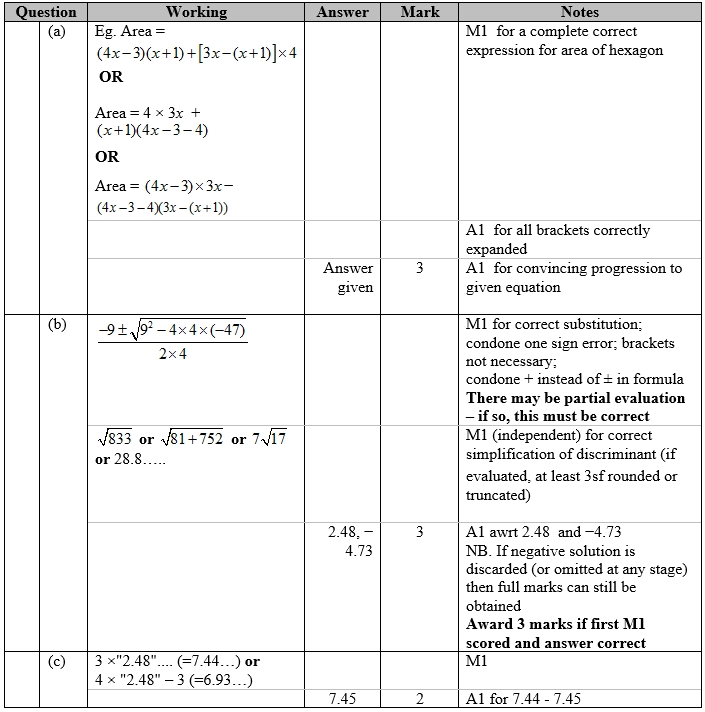 Question Working Answer Mark Notes
(a) Eg. Area = M1 for a complete correct
(4x−3)(x+1)+[3x−(x+1)]×4 expression for area of hexagon
OR
Area = 4 × 3x +
(x+1)(4x−3−4)
OR
Area = (4x−3)×3x−
(4x−3−4)(3x−(x+1))
A1 for all brackets correctly
expanded
Answer 3 A1 for convincing progression to
given given equation
(b) −9±√(9²−4×4×(−47)) M1 for correct substitution;
2×4 condone one sign error; brackets
not necessary;
condone + instead of ± in formula
There may be partial evaluation
– if so, this must be correct
√833 or √81+752 or 7√17 M1 (independent) for correct
or 28.8….. simplification of discriminant (if
evaluated, at least 3sf rounded or
truncated)
2.48, − 3 A1 awrt 2.48 and −4.73
4.73 NB. If negative solution is
discarded (or omitted at any stage)
then full marks can still be
obtained
Award 3 marks if first M1
scored and answer correct
(c) 3 ×"2.48"…. (=7.44…) or M1
4 × "2.48" – 3 (=6.93…)
7.45 2 A1 for 7.44 - 7.45